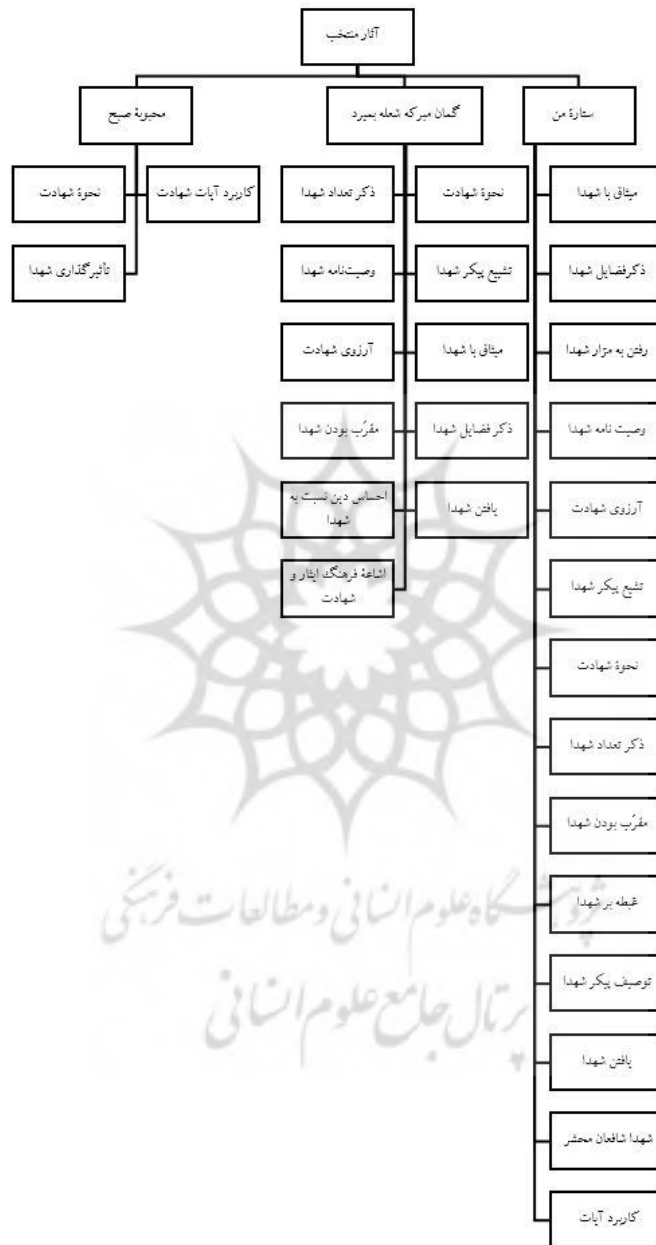 آثار منتخب
ستارهٔ من
میثاق با شهدا
ذکرفضایل شهدا
رفتن به مزار شهدا
وصیت نامه شهدا
آرزوی شهادت
تشیع پیکر شهدا
نحوهٔ شهادت
ذکر تعداد شهدا
مقرّب بودن شهدا
غبطه بر شهدا
توصیف پیکر شهدا
یافتن شهدا
شهدا شافعان محشر
کاربرد آیات
گمان مبرکه شعله بمیرد
نحوهٔ شهادت
ذکر تعداد شهدا
تشییع پیکر شهدا
وصیت‌نامه شهدا
میثاق با شهدا
آرزوی شهادت
ذکر فضایل شهدا
مقرّب بودن شهدا
یافتن شهدا
احساس دین نسبت به
شهدا
اشاعهٔ فرهنگ ایثار و
شهادت
محبوبهٔ صبح
کاربرد آیات شهادت
نحوهٔ شهادت
تأثیرگذاری شهدا
پژوهشگاه علوم انسانی و مطالعات فرهنگی
پرتال جامع علوم انسانی